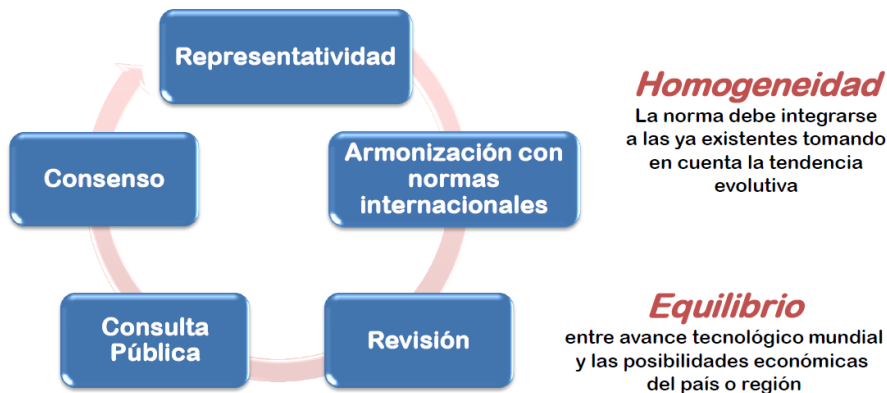 Representatividad
Armonización con
normas
internacionales
Revisión
Consulta
Pública
Consenso
Homogeneidad
La norma debe integrarse
a las ya existentes tomando
en cuenta la tendencia
evolutiva
Equilibrio
entre avance tecnológico mundial
y las posibilidades económicas
del país o región